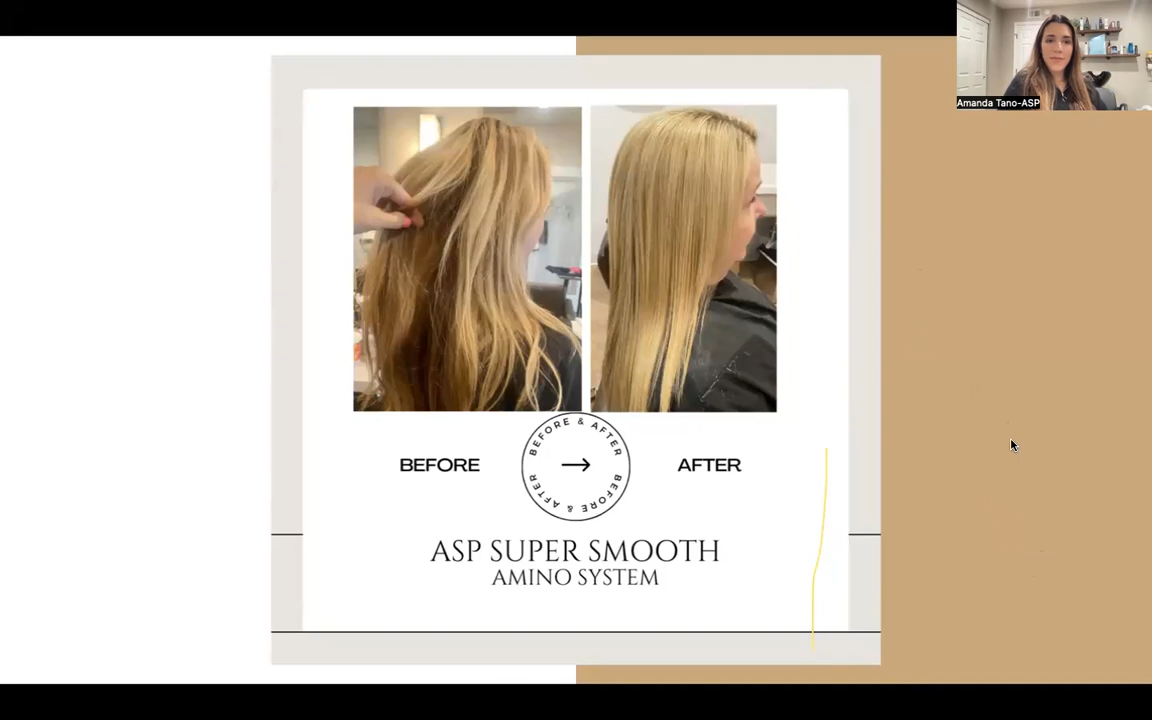 Amanda Tano-ASP
BEFORE & AFTER
BEFORE & AFTER
BEFORE
AFTER
ASP SUPER SMOOTH
AMINO SYSTEM